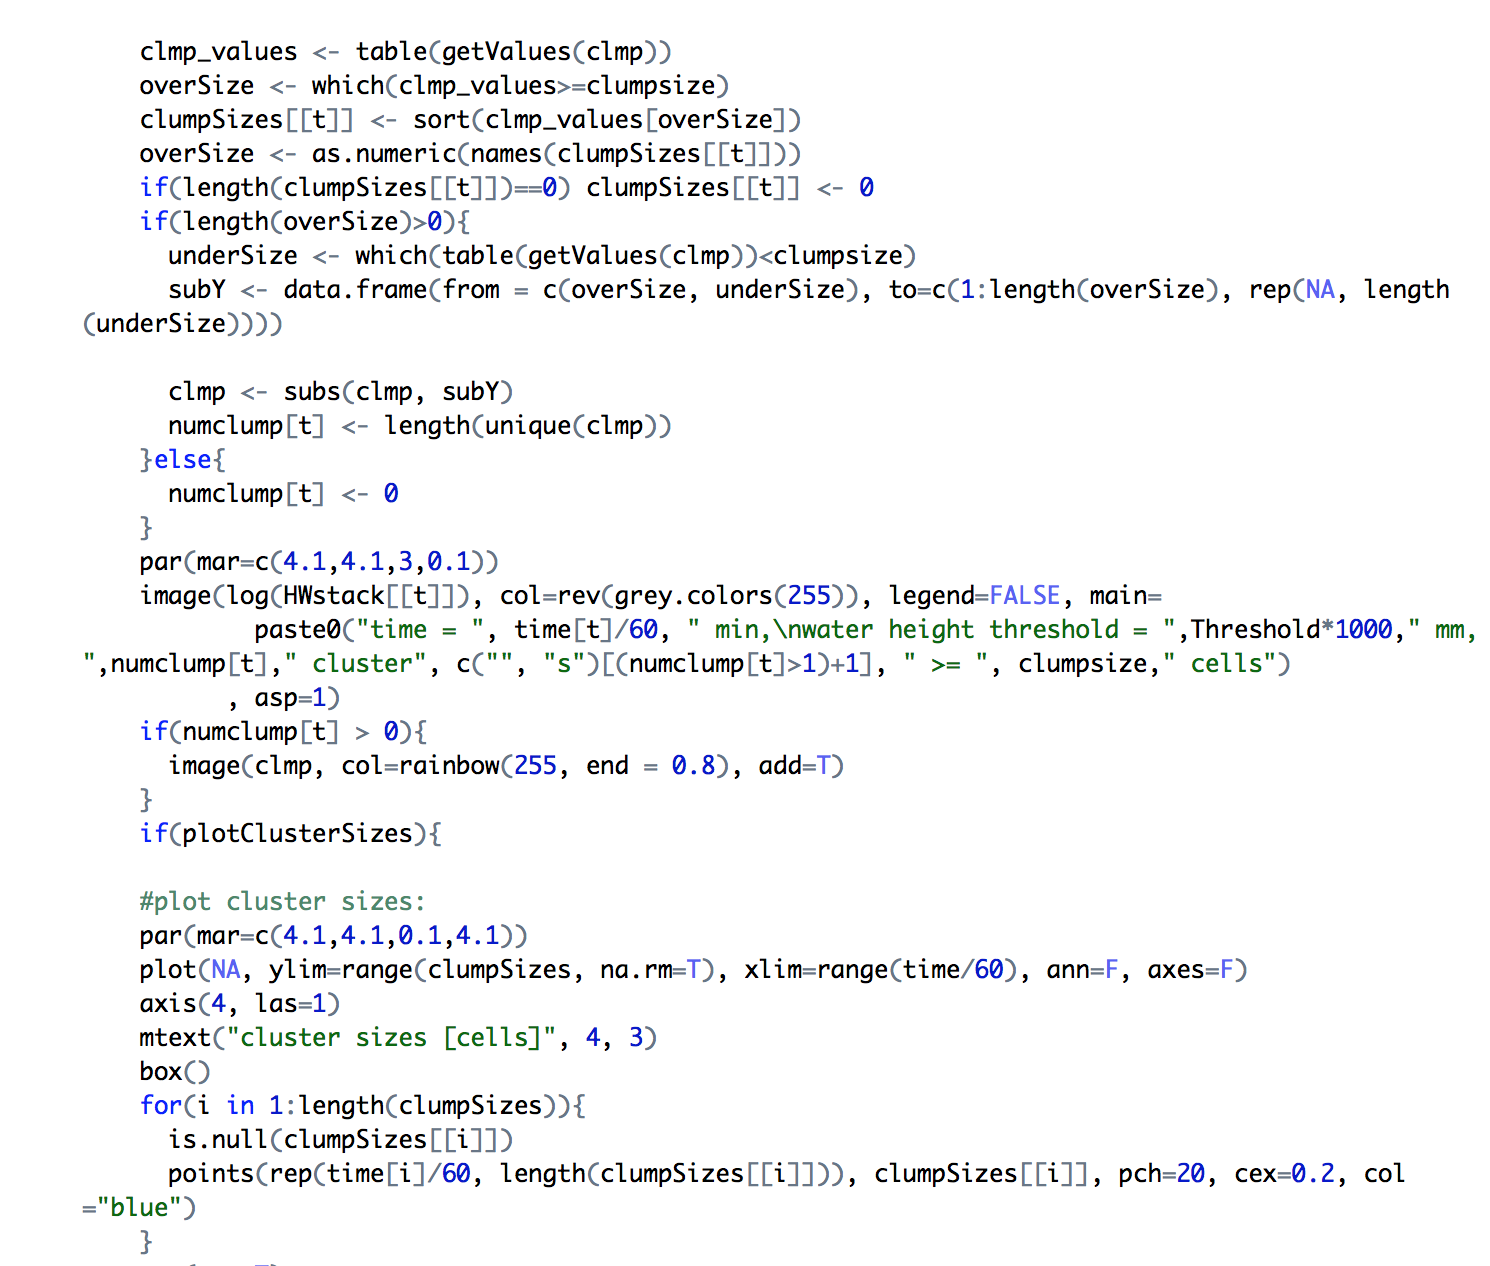 clmp_values <- table(getValues(clmp))
    overSize <- which(clmp_values>=clumpsize)
    clumpSizes[[t]] <- sort(clmp_values[overSize])
    overSize <- as.numeric(names(clumpSizes[[t]]))
    if(length(clumpSizes[[t]])==0) clumpSizes[[t]] <- 0
    if(length(overSize)>0){
      underSize <- which(table(getValues(clmp))<clumpsize)
      subY <- data.frame(from = c(overSize, underSize), to=c(1:length(overSize), rep(NA, length
(underSize))))

      clmp <- subs(clmp, subY)
      numclump[t] <- length(unique(clmp))
    }else{
      numclump[t] <- 0
    }
    par(mar=c(4.1,4.1,3,0.1))
    image(log(HWstack[[t]]), col=rev(grey.colors(255)), legend=FALSE, main=
            paste0("time = ", time[t]/60, " min,\nwater height threshold = ",Threshold*1000," mm,
",numclump[t]," cluster", c("", "s")[(numclump[t]>1)+1], " >= ", clumpsize," cells")
          , asp=1)
    if(numclump[t] > 0){
      image(clmp, col=rainbow(255, end = 0.8), add=T)
    }
    if(plotClusterSizes){

    #plot cluster sizes:
    par(mar=c(4.1,4.1,0.1,4.1))
    plot(NA, ylim=range(clumpSizes, na.rm=T), xlim=range(time/60), ann=F, axes=F)
    axis(4, las=1)
    mtext("cluster sizes [cells]", 4, 3)
    box()
    for(i in 1:length(clumpSizes)){
      is.null(clumpSizes[[i]])
      points(rep(time[i]/60, length(clumpSizes[[i]])), clumpSizes[[i]], pch=20, cex=0.2, col
="blue")
    }